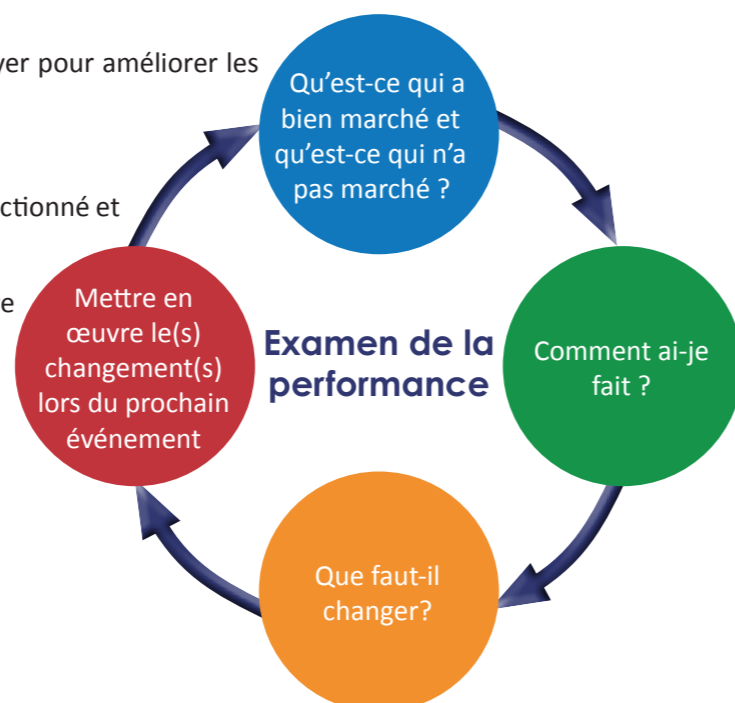 pour améliorer les
et
Qu’est-ce qui a
bien marché et
qu’est-ce qui n’a
pas marché ?
Comment ai-je
fait ?
Que faut-il
changer?
Mettre en
œuvre le(s)
changement(s)
lors du prochain
événement
Examen de la
performance